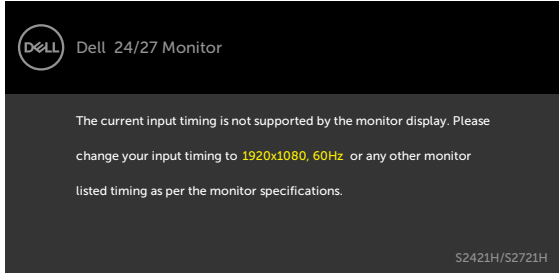 DELL
Dell 24/27 Monitor
The current input timing is not supported by the monitor display. Please
change your input timing to 1920x1080, 60Hz or any other monitor
listed timing as per the monitor specifications.
S2421H/S2721H